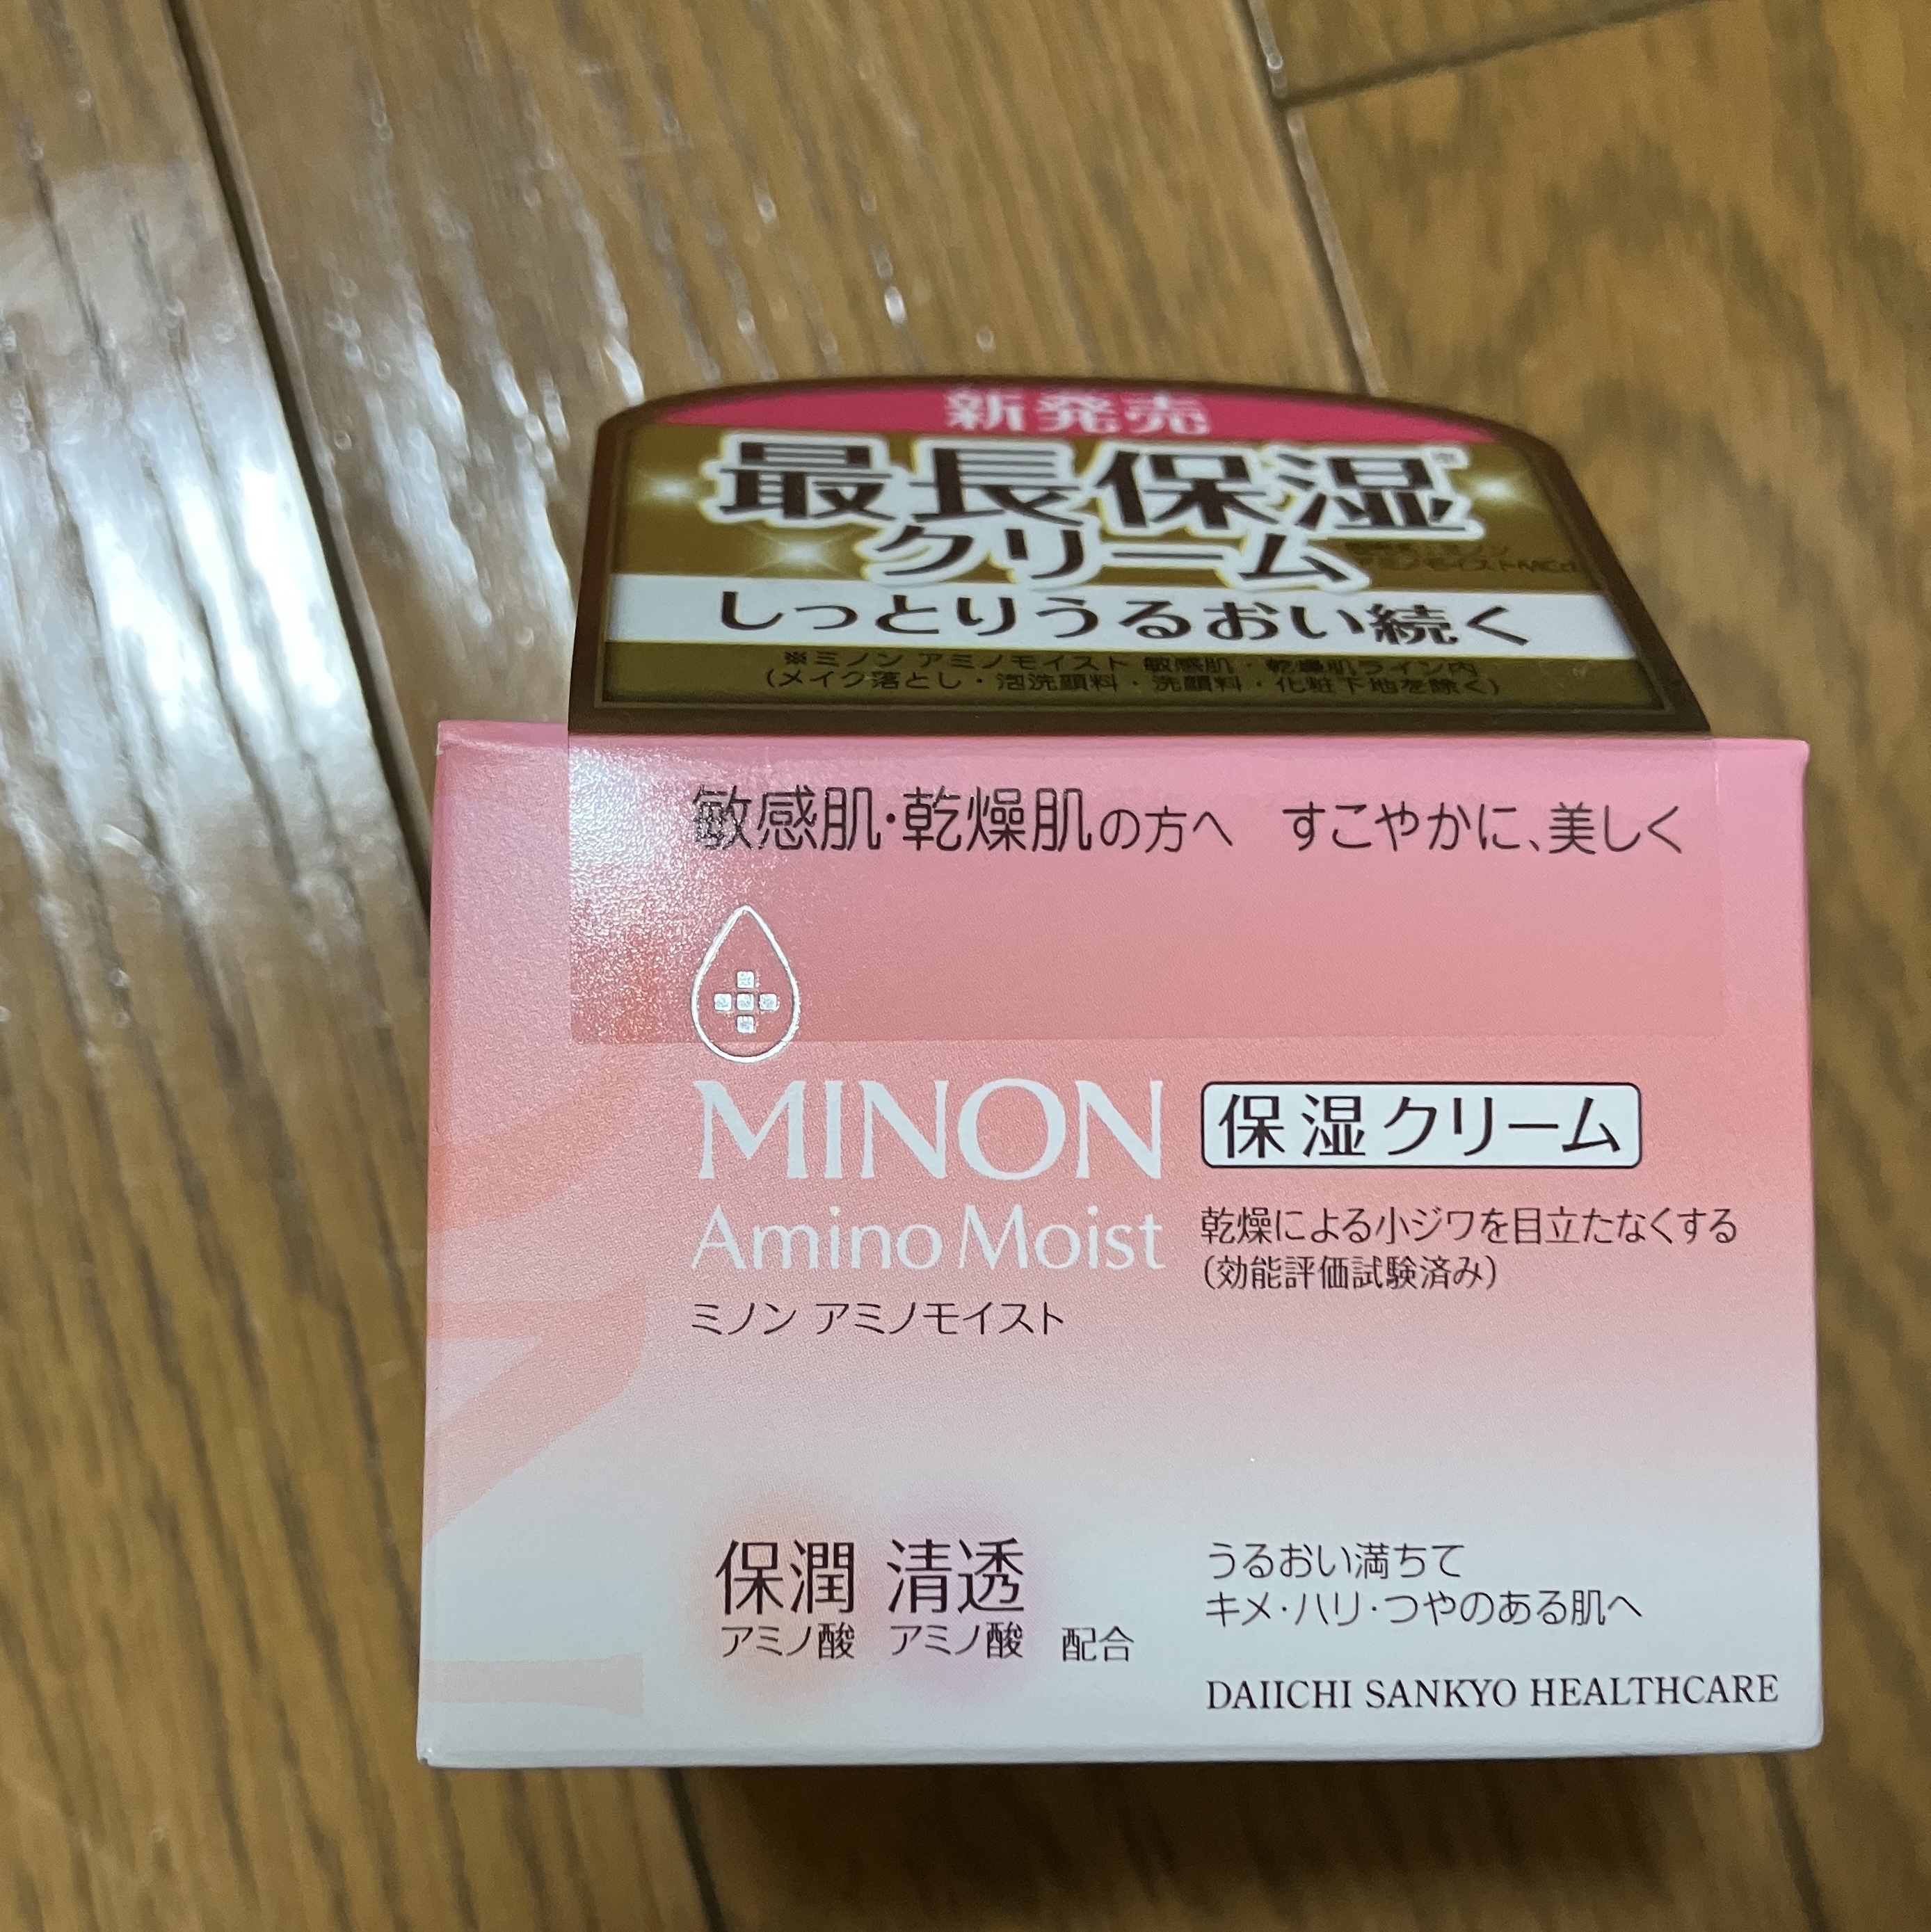 新発売
最長保湿※
クリーム
しっとりうるおい続く
※ミノン アミノモイスト 敏感肌・乾燥肌ライン内
(メイク落とし・泡洗顔料・洗顔料・化粧下地を除く)
敏感肌・乾燥肌の方へ すこやかに、美しく
MINON
Amino Moist
ミノン アミノモイスト
保湿クリーム
乾燥による小ジワを目立たなくする
(効能評価試験済み)
保潤 清透
アミノ酸 アミノ酸 配合
うるおい満ちて
キメ・ハリ・つやのある肌へ
DAIICHI SANKYO HEALTHCARE